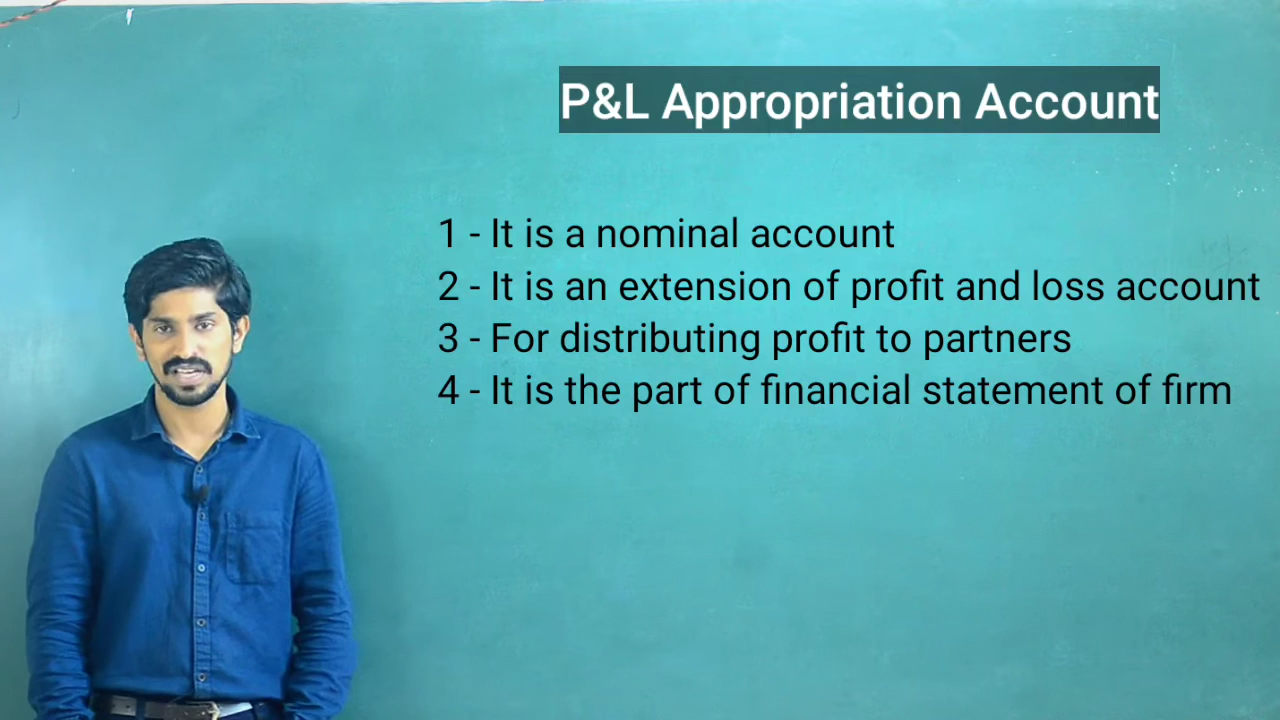 P&L Appropriation Account
1 - It is a nominal account
2 - It is an extension of profit and loss account
3 - For distributing profit to partners
4 - It is the part of financial statement of firm